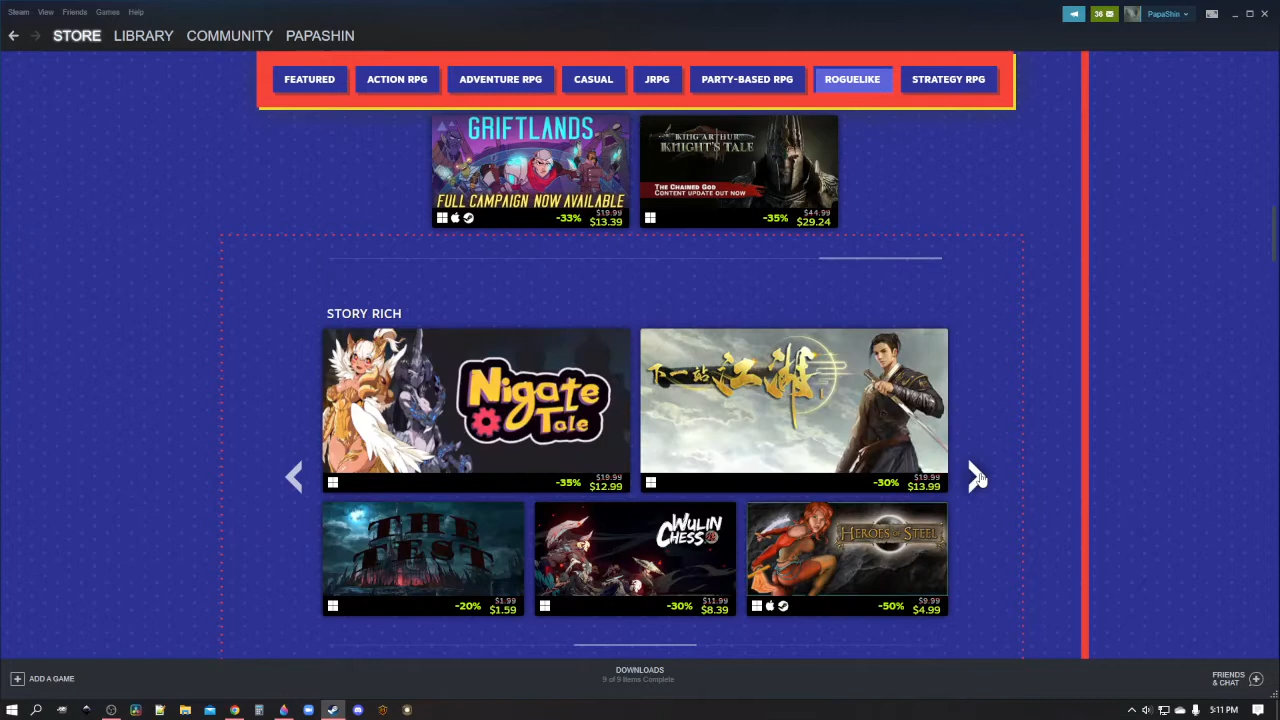 Steam View Friends Games Help
36
PapaShin
STORE LIBRARY COMMUNITY PAPASHIN
FEATURED ACTION RPG ADVENTURE RPG CASUAL JRPG PARTY-BASED RPG ROGUELIKE STRATEGY RPG
GRIFTLANDS
FULL CAMPAIGN NOW AVAILABLE
-33% $19.99 $13.39
KING ARTHUR
KNIGHT'S TALE
THE CHAINED GOD
CONTENT UPDATE OUT NOW
-35% $44.99 $29.24
STORY RICH
Nigate
Tale
-35% $19.99 $12.99
下一站江湖
-30% $19.99 $13.99
THE
TEST
-20% $1.99 $1.59
WULIN
CHESS
-30% $11.99 $8.39
HEROES OF STEEL
-50% $9.99 $4.99
ADD A GAME
DOWNLOADS
9 of 9 Items Complete
FRIENDS
& CHAT
5:11 PM